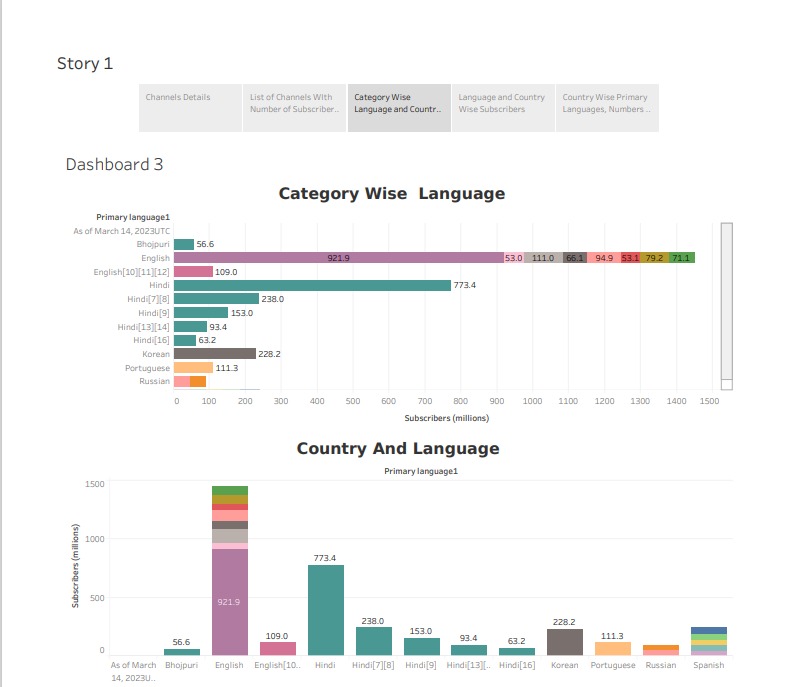 Story 1
Channels Details
List of Channels WIth
Number of Subscriber..
Category Wise
Language and Countr..
Language and Country
Wise Subscribers
Country Wise Primary
Languages, Numbers ..
Dashboard 3
Category Wise  Language
Primary language1
As of March 14, 2023UTC
Bhojpuri 56.6
English 921.9 53.0 111.0 66.1 94.9 53.1 79.2 71.1
English[10][11][12] 109.0
Hindi 773.4
Hindi[7][8] 238.0
Hindi[9] 153.0
Hindi[13][14] 93.4
Hindi[16] 63.2
Korean 228.2
Portuguese 111.3
Russian
0 100 200 300 400 500 600 700 800 900 1000 1100 1200 1300 1400 1500
Subscribers (millions)
Country And Language
Primary language1
Subscribers (millions)
1500
1000
500
0
56.6 921.9 109.0 773.4 238.0 153.0 93.4 63.2 228.2 111.3
As of March
14, 2023U..
Bhojpuri English English[10.. Hindi Hindi[7][8] Hindi[9] Hindi[13][.. Hindi[16] Korean Portuguese Russian Spanish